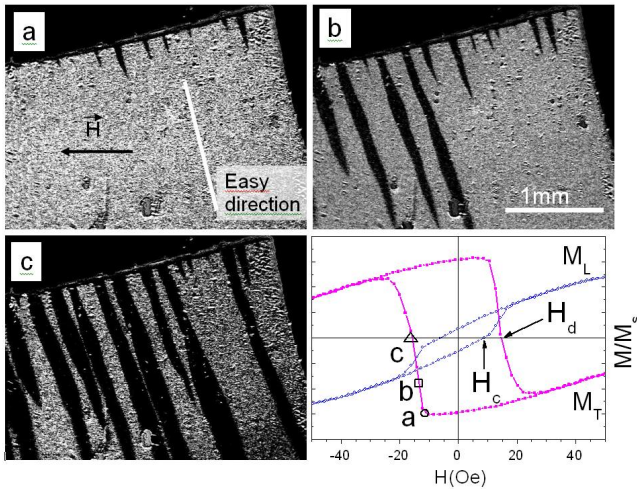 a
H
Easy
direction
b
1mm
c
M_L
H_d
c
b
a
H_c
M_T
M/M_s
-40 -20 0 20 40
H(Oe)